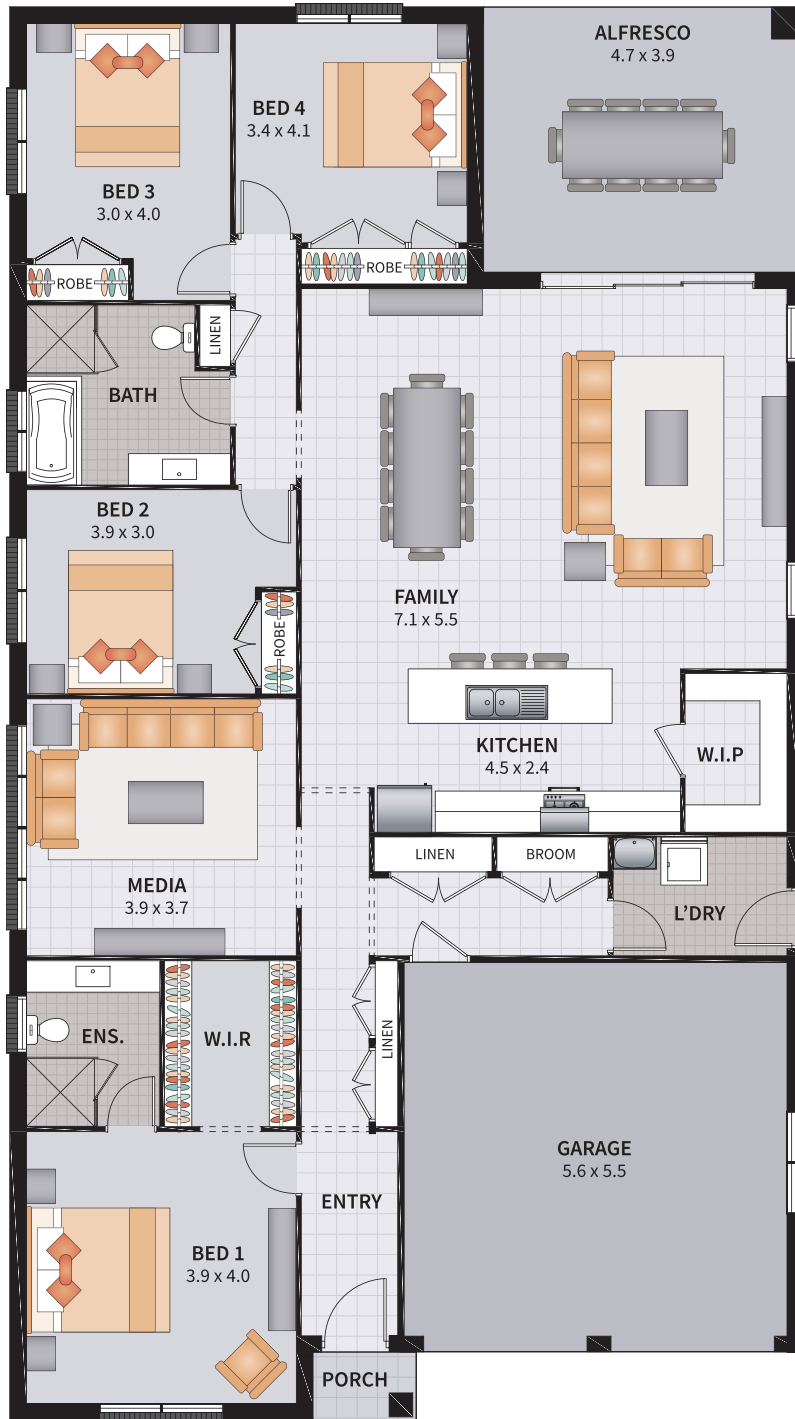 ALFRESCO
4.7 x 3.9
BED 4
3.4 x 4.1
BED 3
3.0 x 4.0
ROBE
ROBE
LINEN
BATH
BED 2
3.9 x 3.0
ROBE
FAMILY
7.1 x 5.5
KITCHEN
4.5 x 2.4
W.I.P
LINEN
BROOM
MEDIA
3.9 x 3.7
L'DRY
ENS.
W.I.R
LINEN
GARAGE
5.6 x 5.5
ENTRY
BED 1
3.9 x 4.0
PORCH